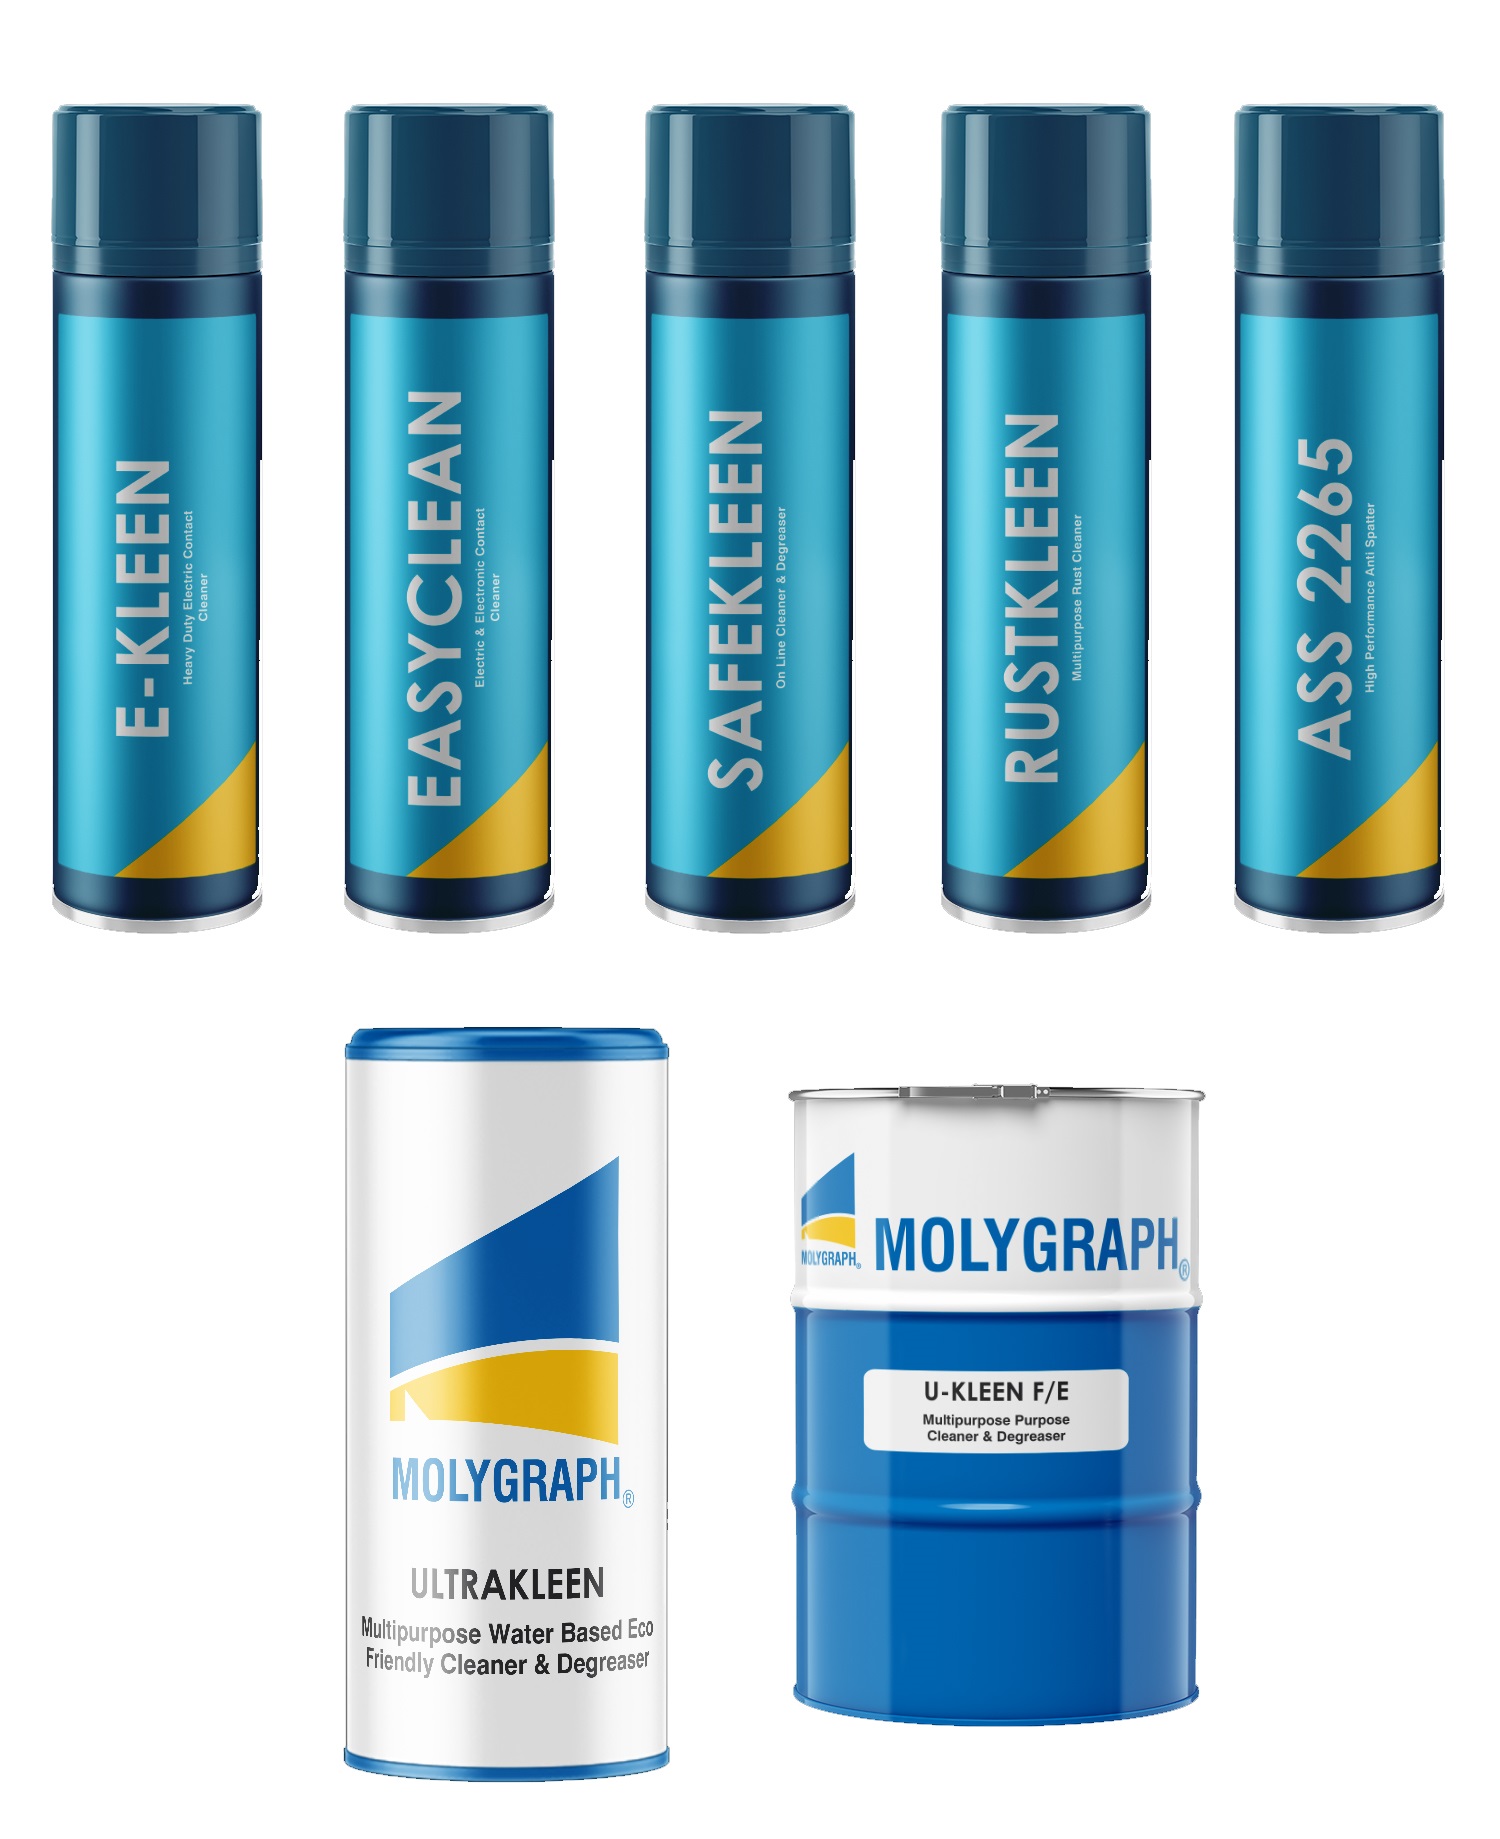 E-KLEEN
Heavy Duty Electric Contact
Cleaner
EASYCLEAN
Electric & Electronic Contact
Cleaner
SAFEKLEEN
On Line Cleaner & Degreaser
RUSTKLEEN
Multipurpose Rust Cleaner
ASS 2265
High Performance Anti Spatter
MOLYGRAPH®
ULTRAKLEEN
Multipurpose Water Based Eco
Friendly Cleaner & Degreaser
MOLYGRAPH®
MOLYGRAPH®
U-KLEEN F/E
Multipurpose Purpose
Cleaner & Degreaser